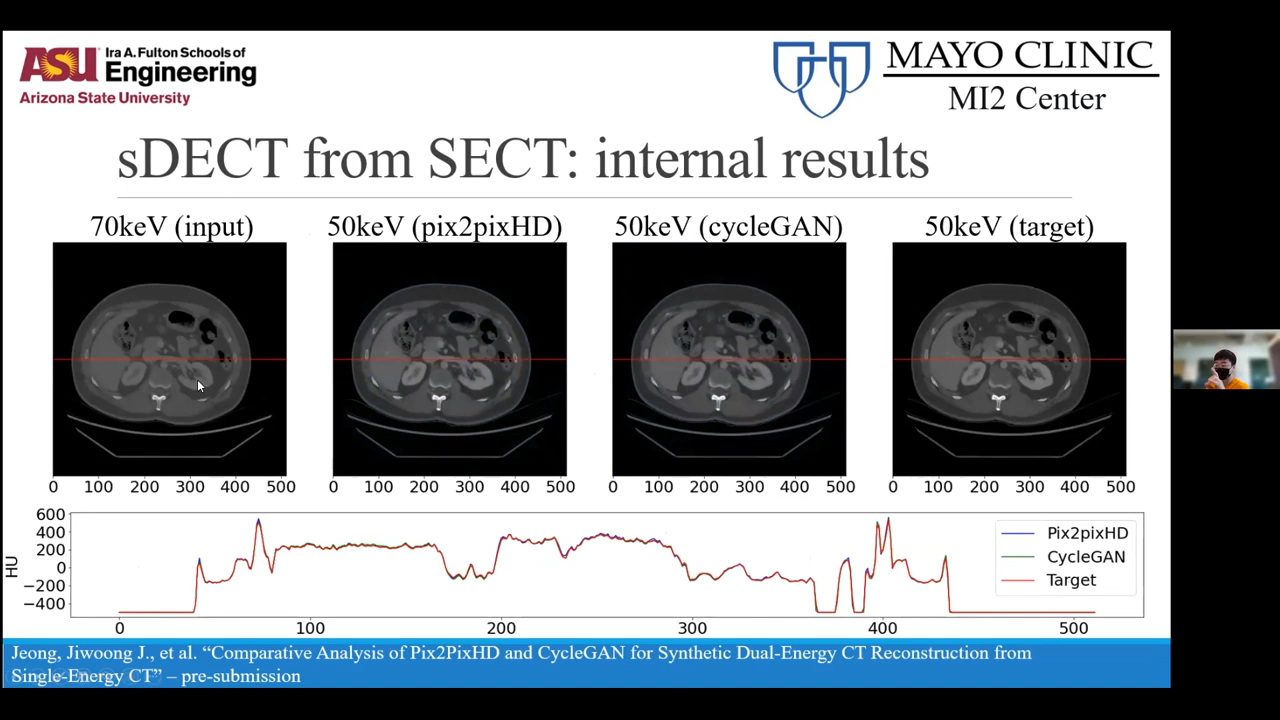 ASU Ira A. Fulton Schools of
Engineering
Arizona State University
MAYO CLINIC
MI2 Center
sDECT from SECT: internal results
70keV (input)
50keV (pix2pixHD)
50keV (cycleGAN)
50keV (target)
0 100 200 300 400 500
0 100 200 300 400 500
0 100 200 300 400 500
0 100 200 300 400 500
HU
600
400
200
0
−200
−400
Pix2pixHD
CycleGAN
Target
0 100 200 300 400 500
Jeong, Jiwoong J., et al. “Comparative Analysis of Pix2PixHD and CycleGAN for Synthetic Dual-Energy CT Reconstruction from
Single-Energy CT” – pre-submission